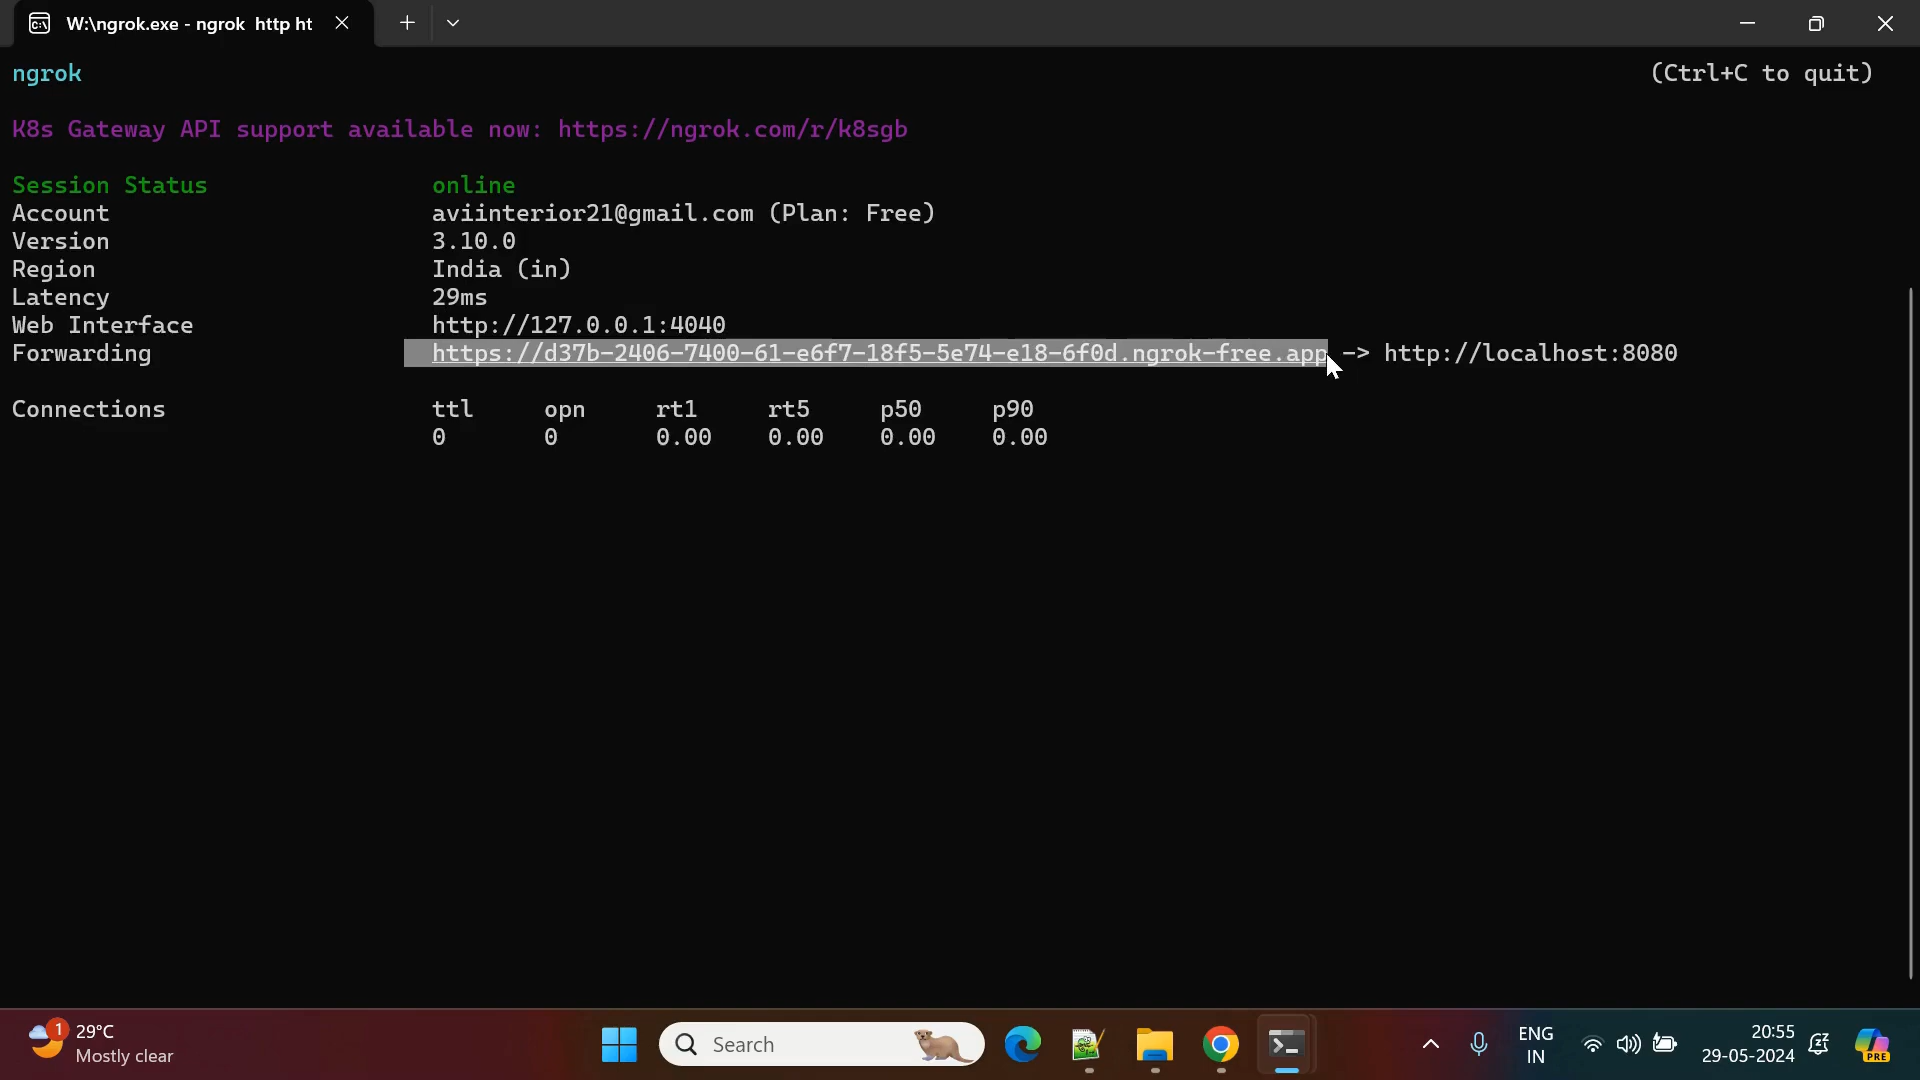 W:\ngrok.exe - ngrok  http ht
ngrok (Ctrl+C to quit)
K8s Gateway API support available now: https://ngrok.com/r/k8sgb
Session Status online
Account aviinterior21@gmail.com (Plan: Free)
Version 3.10.0
Region India (in)
Latency 29ms
Web Interface http://127.0.0.1:4040
Forwarding https://d37b-2406-7400-61-e6f7-18f5-5e74-e18-6f0d.ngrok-free.app -> http://localhost:8080
Connections ttl opn rt1 rt5 p50 p90
0 0 0.00 0.00 0.00 0.00
1 29°C
Mostly clear
Search
ENG
IN
20:55
29-05-2024
PRE